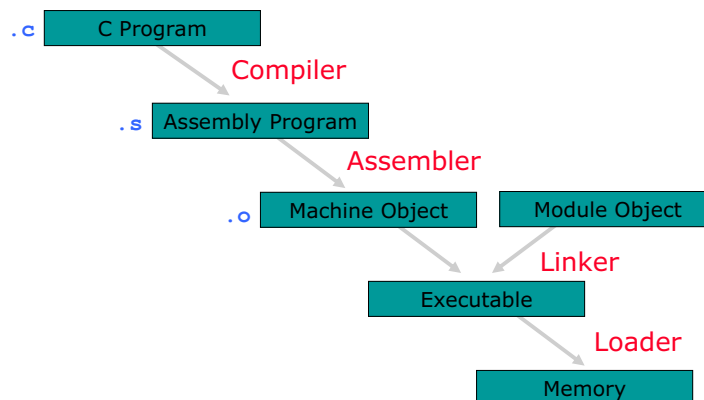 .c C Program
Compiler
.s Assembly Program
Assembler
.o Machine Object Module Object
Linker
Executable
Loader
Memory